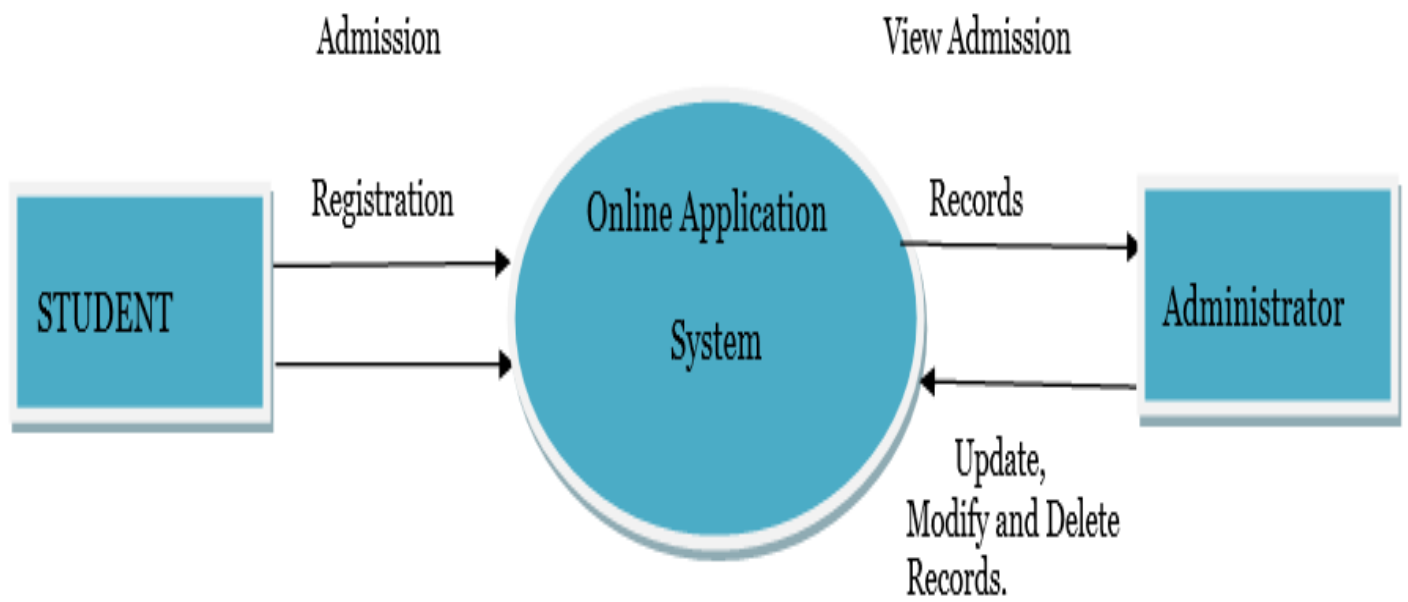 Admission
View Admission
Registration
Records
Online Application
System
STUDENT
Administrator
Update,
Modify and Delete
Records.